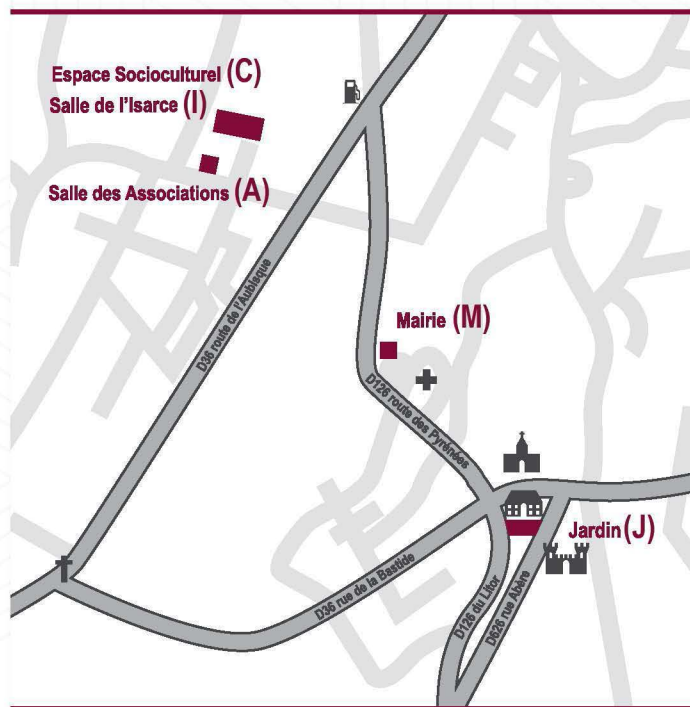 Espace Socioculturel (C)
Salle de l'Isarce (I)
Salle des Associations (A)
D36 route de l'Aubisque
Mairie (M)
D126 route des Pyrénées
Jardin (J)
D36 rue de la Bastide
D126 du Litor
D626 rue Abère